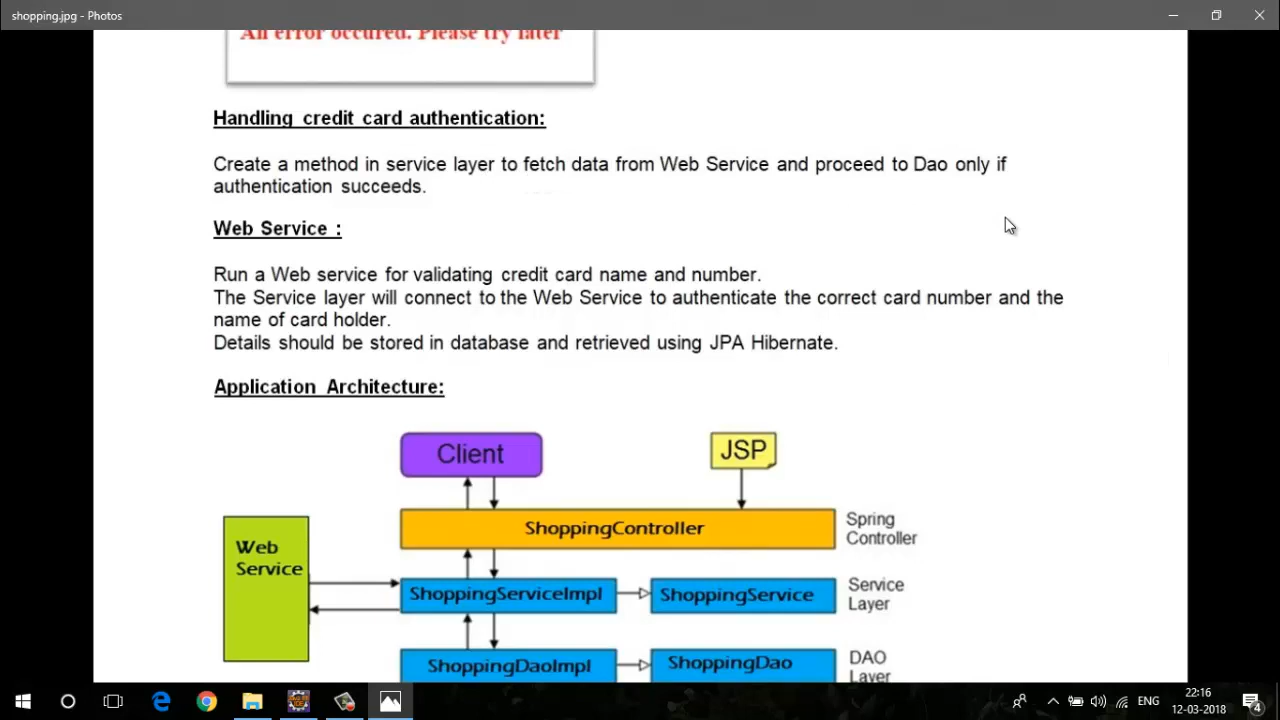 shopping.jpg - Photos
An error occured. Please try later
Handling credit card authentication:
Create a method in service layer to fetch data from Web Service and proceed to Dao only if
authentication succeeds.
Web Service :
Run a Web service for validating credit card name and number.
The Service layer will connect to the Web Service to authenticate the correct card number and the
name of card holder.
Details should be stored in database and retrieved using JPA Hibernate.
Application Architecture:
Client
JSP
ShoppingController
Spring
Controller
Web
Service
ShoppingServiceImpl
ShoppingService
Service
Layer
ShoppingDaoImpl
ShoppingDao
DAO
Layer
ENG
22:16
12-03-2018
4